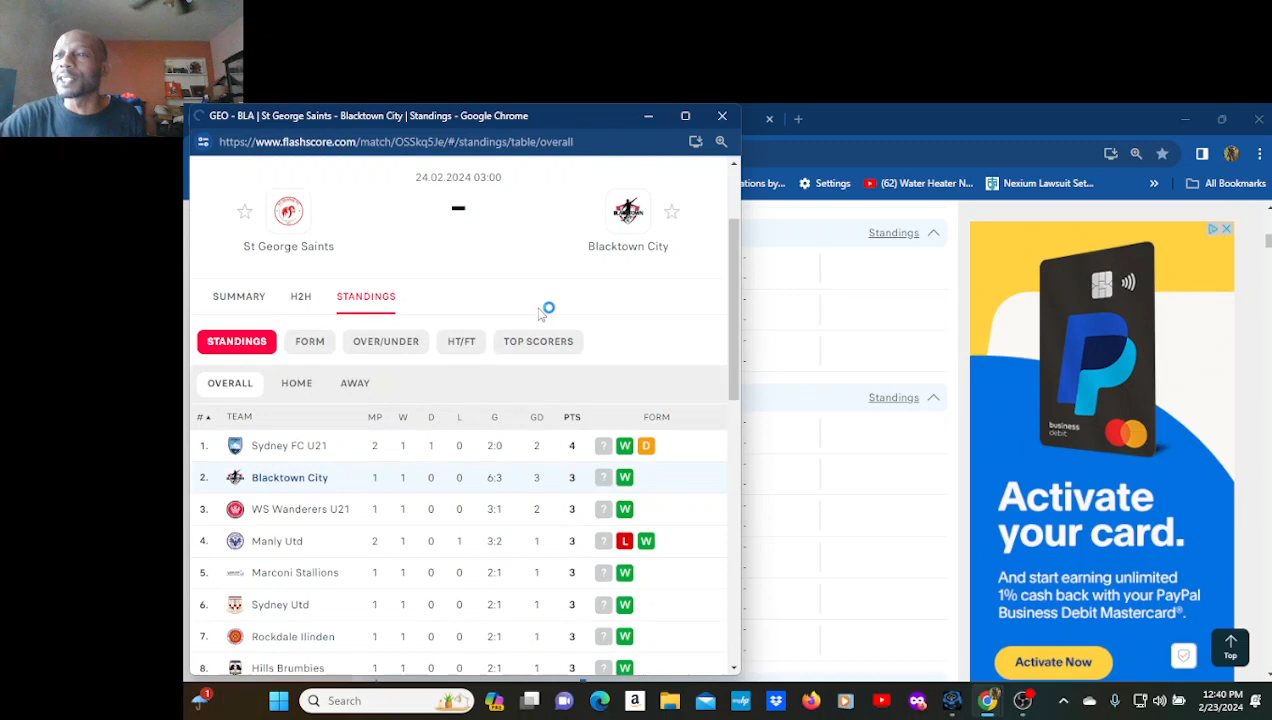 GEO - BLA | St George Saints - Blacktown City | Standings - Google Chrome
https://www.flashscore.com/match/OSSkq5Je/#/standings/table/overall
ations by...
Settings
(62) Water Heater N...
Nexium Lawsuit Set...
»
All Bookmarks
24.02.2024 03:00
-
St George Saints
Blacktown City
SUMMARY H2H STANDINGS
STANDINGS FORM OVER/UNDER HT/FT TOP SCORERS
OVERALL HOME AWAY
# TEAM MP W D L G GD PTS FORM
1. Sydney FC U21 2 1 1 0 2:0 2 4 ? W D
2. Blacktown City 1 1 0 0 6:3 3 3 ? W
3. WS Wanderers U21 1 1 0 0 3:1 2 3 ? W
4. Manly Utd 2 1 0 1 3:2 1 3 ? L W
5. Marconi Stallions 1 1 0 0 2:1 1 3 ? W
6. Sydney Utd 1 1 0 0 2:1 1 3 ? W
7. Rockdale Ilinden 1 1 0 0 2:1 1 3 ? W
8. Hills Brumbies 1 1 0 0 2:1 1 3 ? W
Standings
Standings
business
debit
Activate
your card.
And start earning unlimited
1% cash back with your PayPal
Business Debit Mastercard®.
Activate Now
Top
1
Search
PRE
12:40 PM
2/23/2024